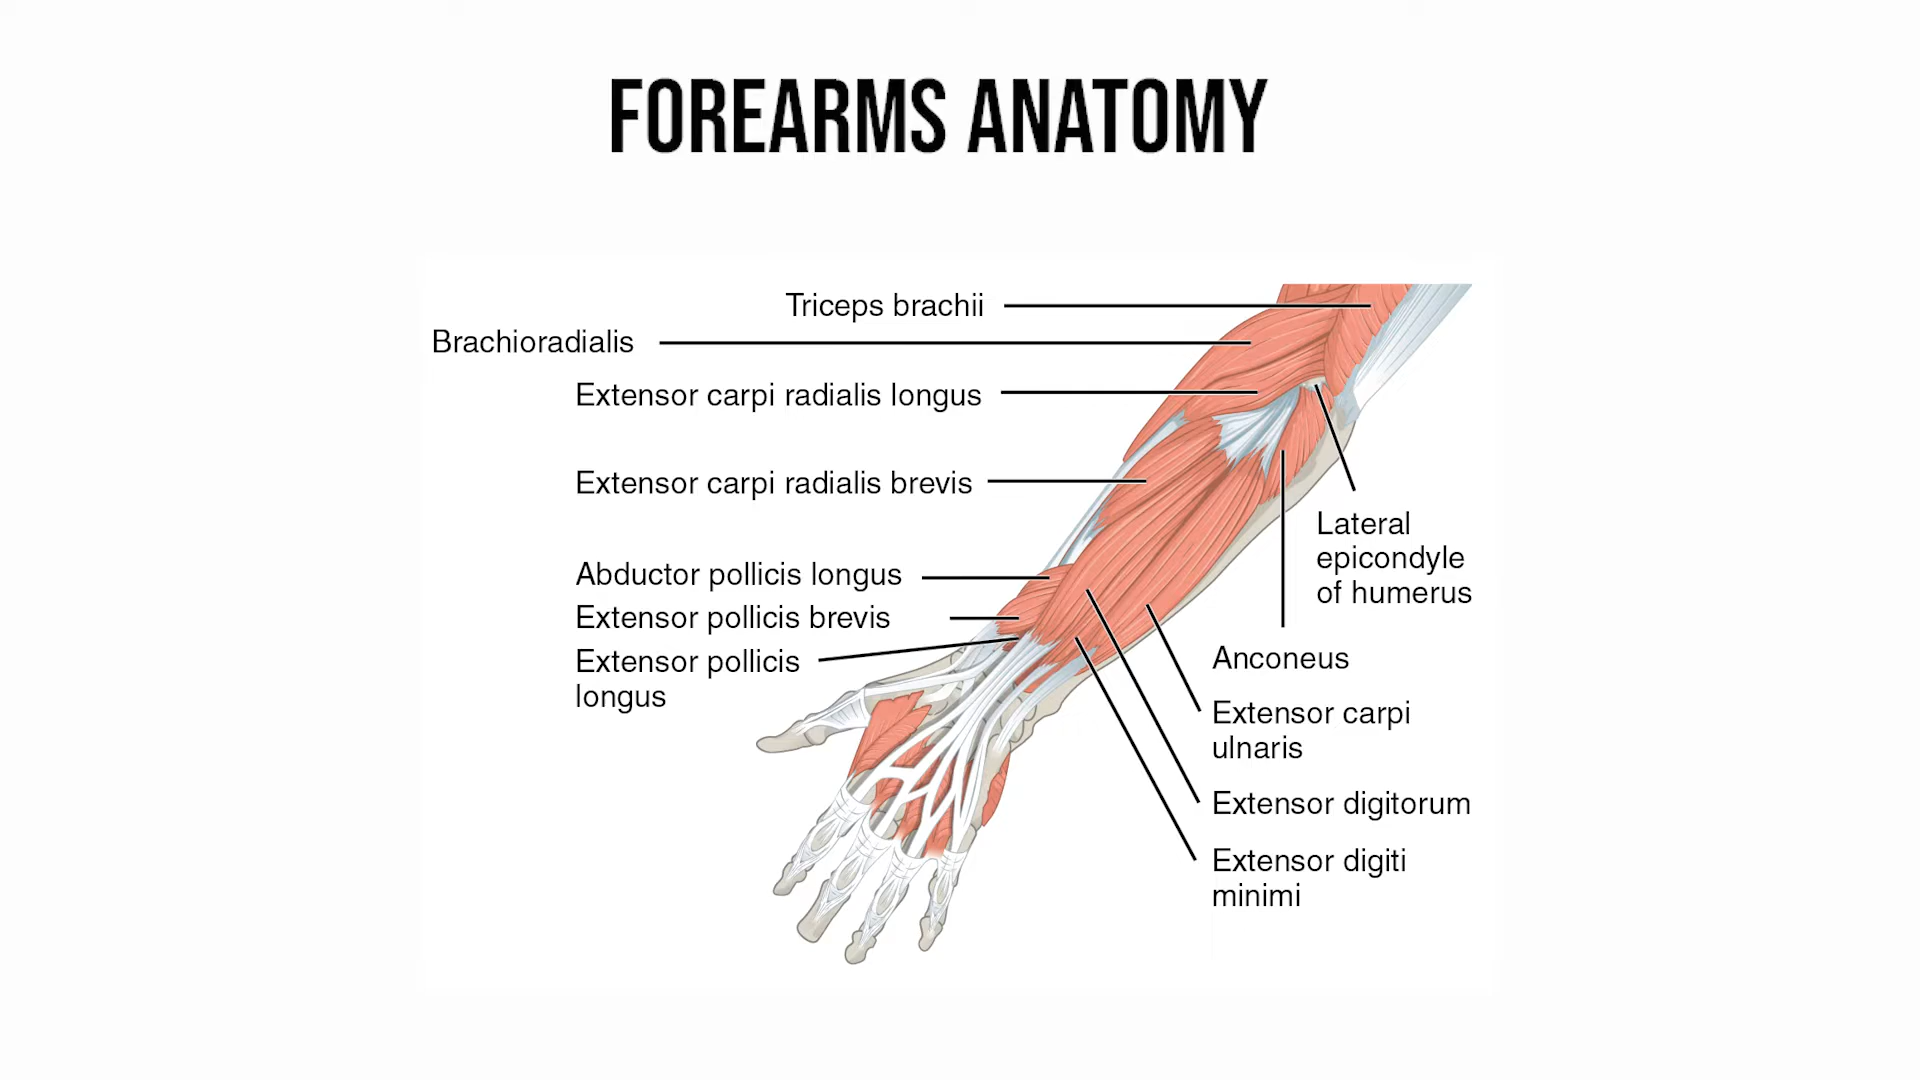 FOREARMS ANATOMY
Triceps brachii
Brachioradialis
Extensor carpi radialis longus
Extensor carpi radialis brevis
Abductor pollicis longus
Extensor pollicis brevis
Extensor pollicis
longus
Lateral
epicondyle
of humerus
Anconeus
Extensor carpi
ulnaris
Extensor digitorum
Extensor digiti
minimi